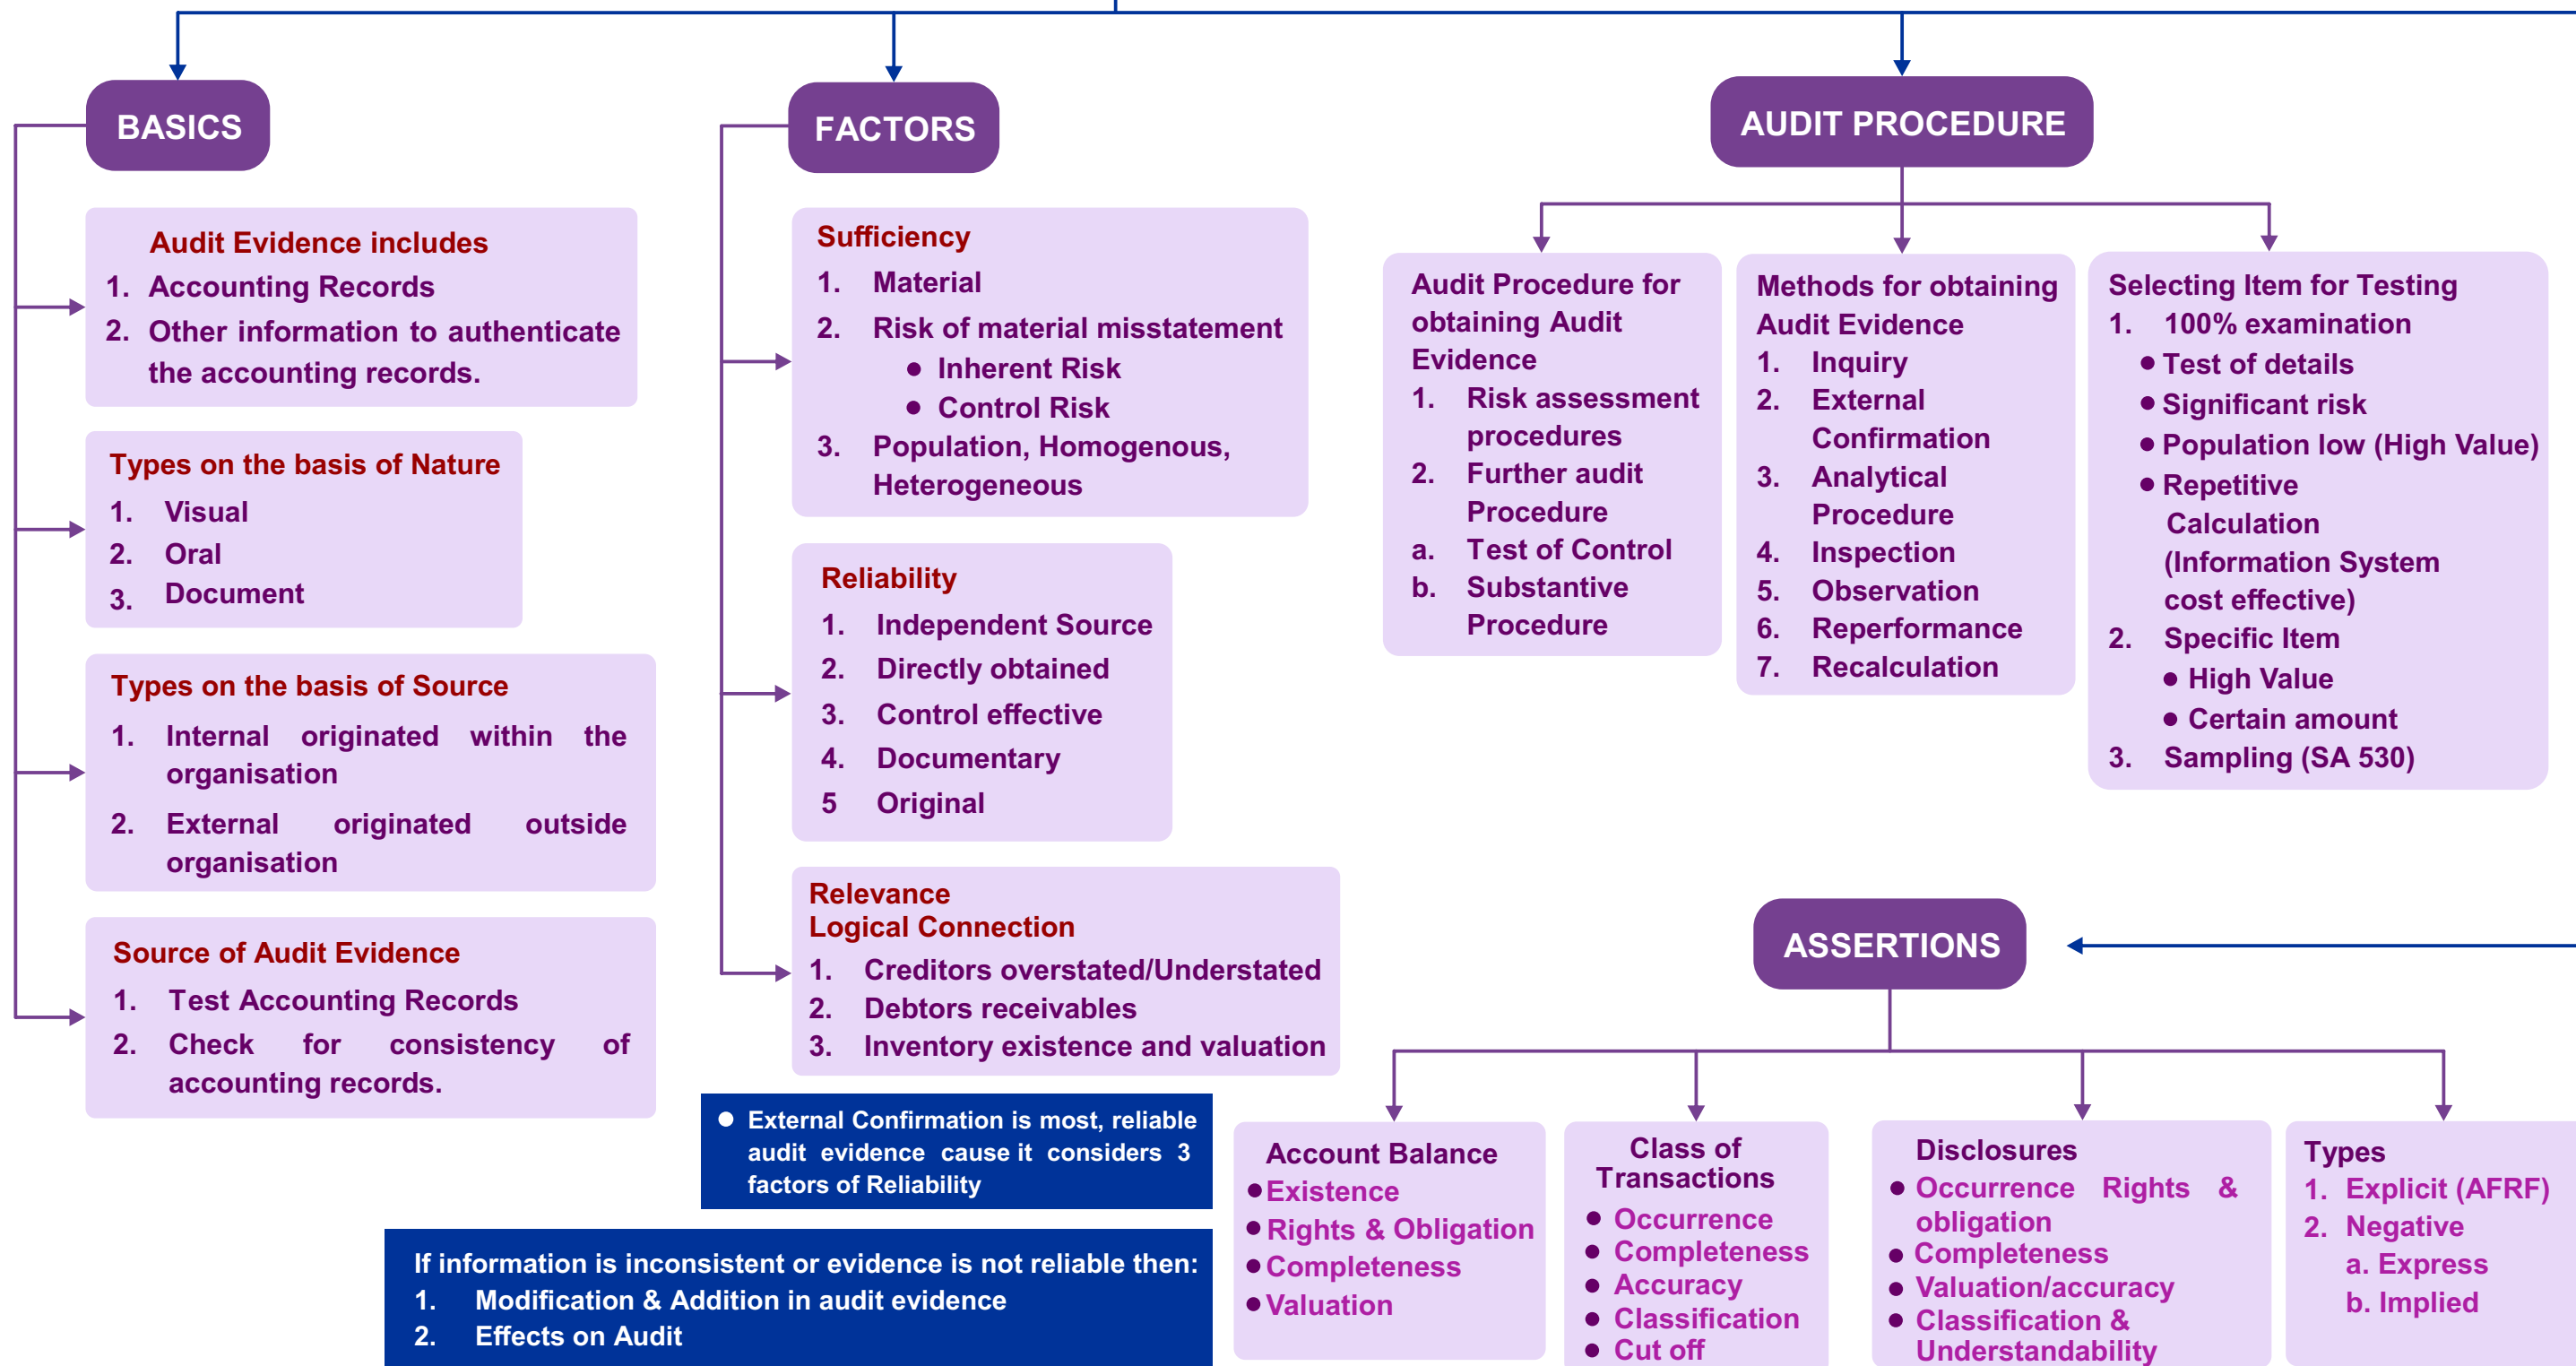 BASICS
Audit Evidence includes
1. Accounting Records
2. Other information to authenticate
the accounting records.
Types on the basis of Nature
1. Visual
2. Oral
3. Document
Types on the basis of Source
1. Internal originated within the
organisation
2. External originated outside
organisation
Source of Audit Evidence
1. Test Accounting Records
2. Check for consistency of
accounting records.
FACTORS
Sufficiency
1. Material
2. Risk of material misstatement
● Inherent Risk
● Control Risk
3. Population, Homogenous,
Heterogeneous
Reliability
1. Independent Source
2. Directly obtained
3. Control effective
4. Documentary
5 Original
Relevance
Logical Connection
1. Creditors overstated/Understated
2. Debtors receivables
3. Inventory existence and valuation
● External Confirmation is most, reliable
audit evidence cause it considers 3
factors of Reliability
If information is inconsistent or evidence is not reliable then:
1. Modification & Addition in audit evidence
2. Effects on Audit
AUDIT PROCEDURE
Audit Procedure for
obtaining Audit
Evidence
1. Risk assessment
procedures
2. Further audit
Procedure
a. Test of Control
b. Substantive
Procedure
Methods for obtaining
Audit Evidence
1. Inquiry
2. External
Confirmation
3. Analytical
Procedure
4. Inspection
5. Observation
6. Reperformance
7. Recalculation
Selecting Item for Testing
1. 100% examination
● Test of details
● Significant risk
● Population low (High Value)
● Repetitive
Calculation
(Information System
cost effective)
2. Specific Item
● High Value
● Certain amount
3. Sampling (SA 530)
ASSERTIONS
Account Balance
● Existence
● Rights & Obligation
● Completeness
● Valuation
Class of
Transactions
● Occurrence
● Completeness
● Accuracy
● Classification
● Cut off
Disclosures
● Occurrence Rights &
obligation
● Completeness
● Valuation/accuracy
● Classification &
Understandability
Types
1. Explicit (AFRF)
2. Negative
a. Express
b. Implied